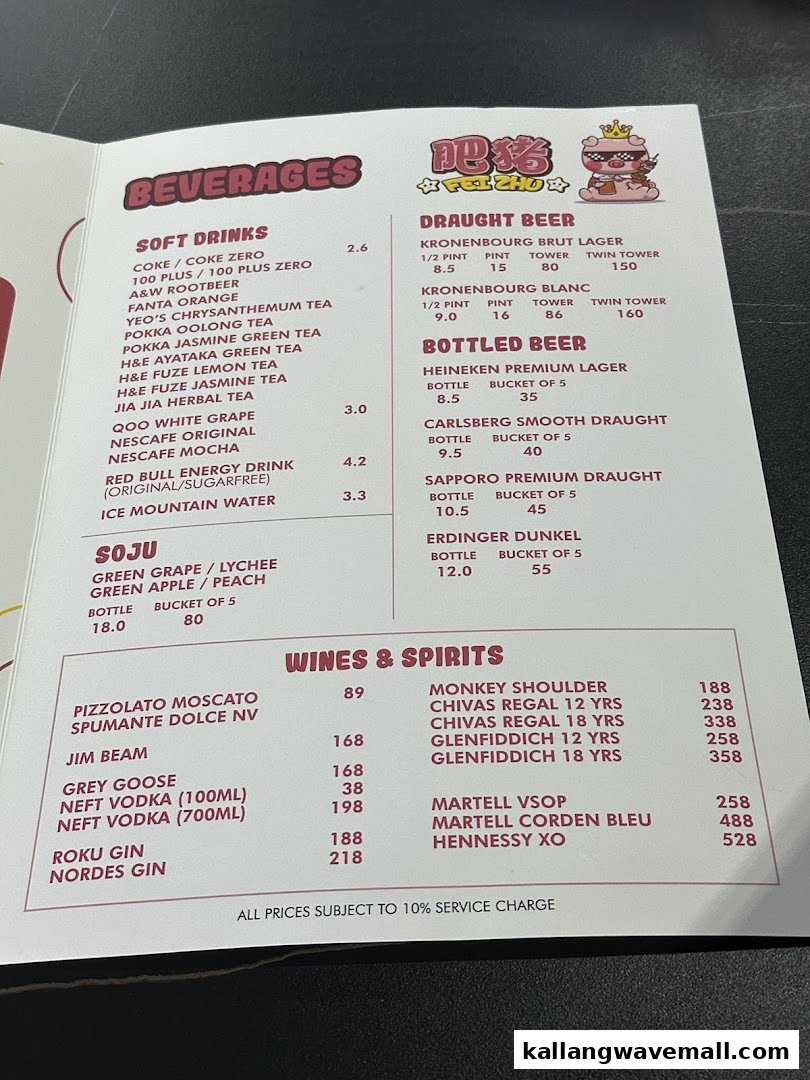 BEVERAGES
肥猪
FEI ZHU
SOFT DRINKS
COKE / COKE ZERO 2.6
100 PLUS / 100 PLUS ZERO
A&W ROOTBEER
FANTA ORANGE
YEO'S CHRYSANTHEMUM TEA
POKKA OOLONG TEA
POKKA JASMINE GREEN TEA
H&E AYATAKA GREEN TEA
H&E FUZE LEMON TEA
H&E FUZE JASMINE TEA
JIA JIA HERBAL TEA
QOO WHITE GRAPE 3.0
NESCAFE ORIGINAL
NESCAFE MOCHA
RED BULL ENERGY DRINK 4.2
(ORIGINAL/SUGARFREE)
ICE MOUNTAIN WATER 3.3
SOJU
GREEN GRAPE / LYCHEE
GREEN APPLE / PEACH
BOTTLE BUCKET OF 5
18.0 80
DRAUGHT BEER
KRONENBOURG BRUT LAGER
1/2 PINT PINT TOWER TWIN TOWER
8.5 15 80 150
KRONENBOURG BLANC
1/2 PINT PINT TOWER TWIN TOWER
9.0 16 86 160
BOTTLED BEER
HEINEKEN PREMIUM LAGER
BOTTLE BUCKET OF 5
8.5 35
CARLSBERG SMOOTH DRAUGHT
BOTTLE BUCKET OF 5
9.5 40
SAPPORO PREMIUM DRAUGHT
BOTTLE BUCKET OF 5
10.5 45
ERDINGER DUNKEL
BOTTLE BUCKET OF 5
12.0 55
WINES & SPIRITS
PIZZOLATO MOSCATO 89
SPUMANTE DOLCE NV
JIM BEAM 168
GREY GOOSE 168
NEFT VODKA (100ML) 38
NEFT VODKA (700ML) 198
ROKU GIN 188
NORDES GIN 218
MONKEY SHOULDER 188
CHIVAS REGAL 12 YRS 238
CHIVAS REGAL 18 YRS 338
GLENFIDDICH 12 YRS 258
GLENFIDDICH 18 YRS 358
MARTELL VSOP 258
MARTELL CORDEN BLEU 488
HENNESSY XO 528
ALL PRICES SUBJECT TO 10% SERVICE CHARGE
kallangwavemall.com